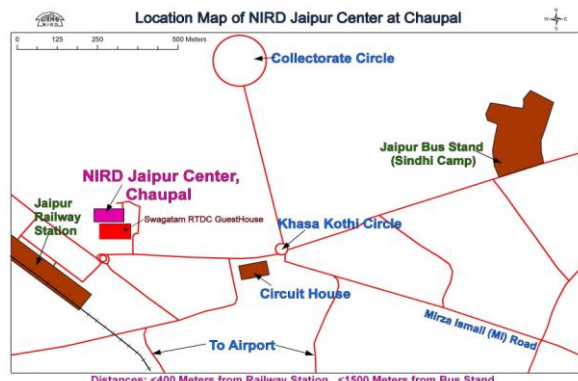 NIRD
Location Map of NIRD Jaipur Center at Chaupal
N
0 125 250 500 Meters
Collectorate Circle
Jaipur Bus Stand
(Sindhi Camp)
NIRD Jaipur Center,
Chaupal
Jaipur
Railway
Station
Swagatam RTDC GuestHouse
Khasa Kothi Circle
Circuit House
Mirza Ismail (MI) Road
To Airport
Distances: <400 Meters from Railway Station, <1500 Meters from Bus Stand